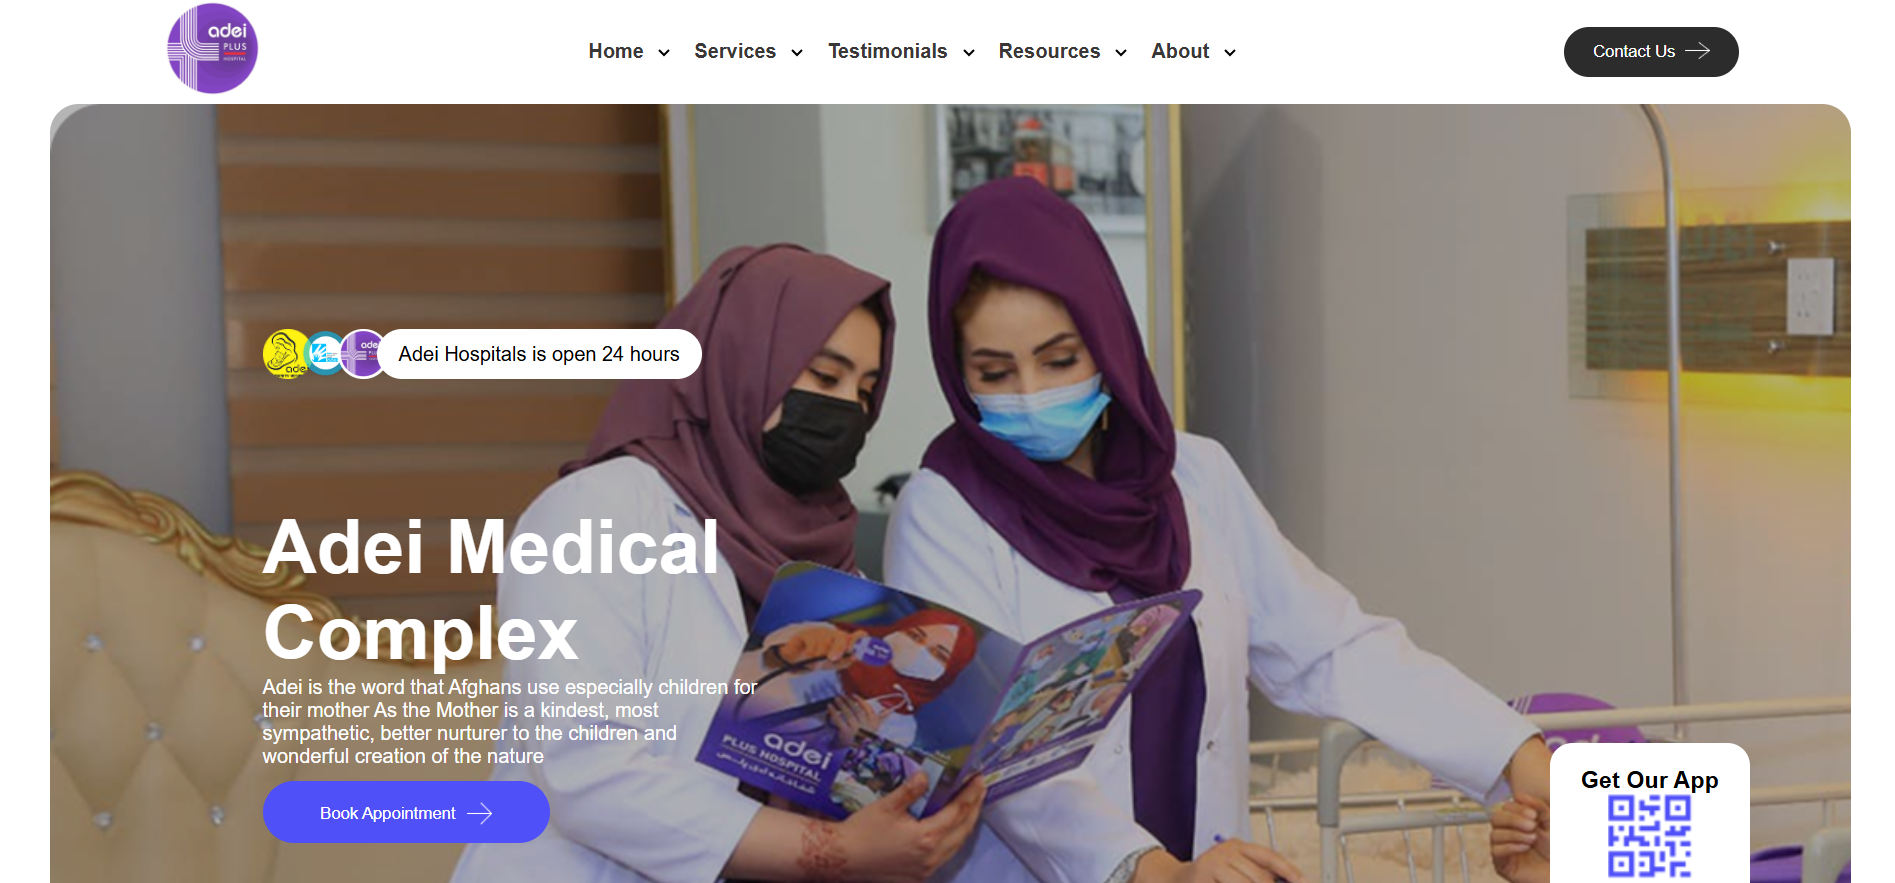 adei
PLUS
HOSPITAL
Home
Services
Testimonials
Resources
About
Contact Us
adei
adei
Adei Hospitals is open 24 hours
Adei Medical
Complex
Adei is the word that Afghans use especially children for
their mother As the Mother is a kindest, most
sympathetic, better nurturer to the children and
wonderful creation of the nature
Book Appointment
adei
PLUS HOSPITAL
Get Our App